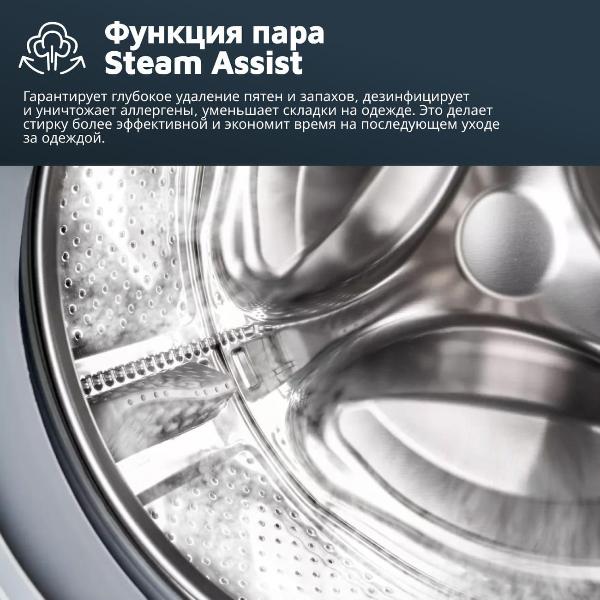 Функция пара
Steam Assist
Гарантирует глубокое удаление пятен и запахов, дезинфицирует
и уничтожает аллергены, уменьшает складки на одежде. Это делает
стирку более эффективной и экономит время на последующем уходе
за одеждой.